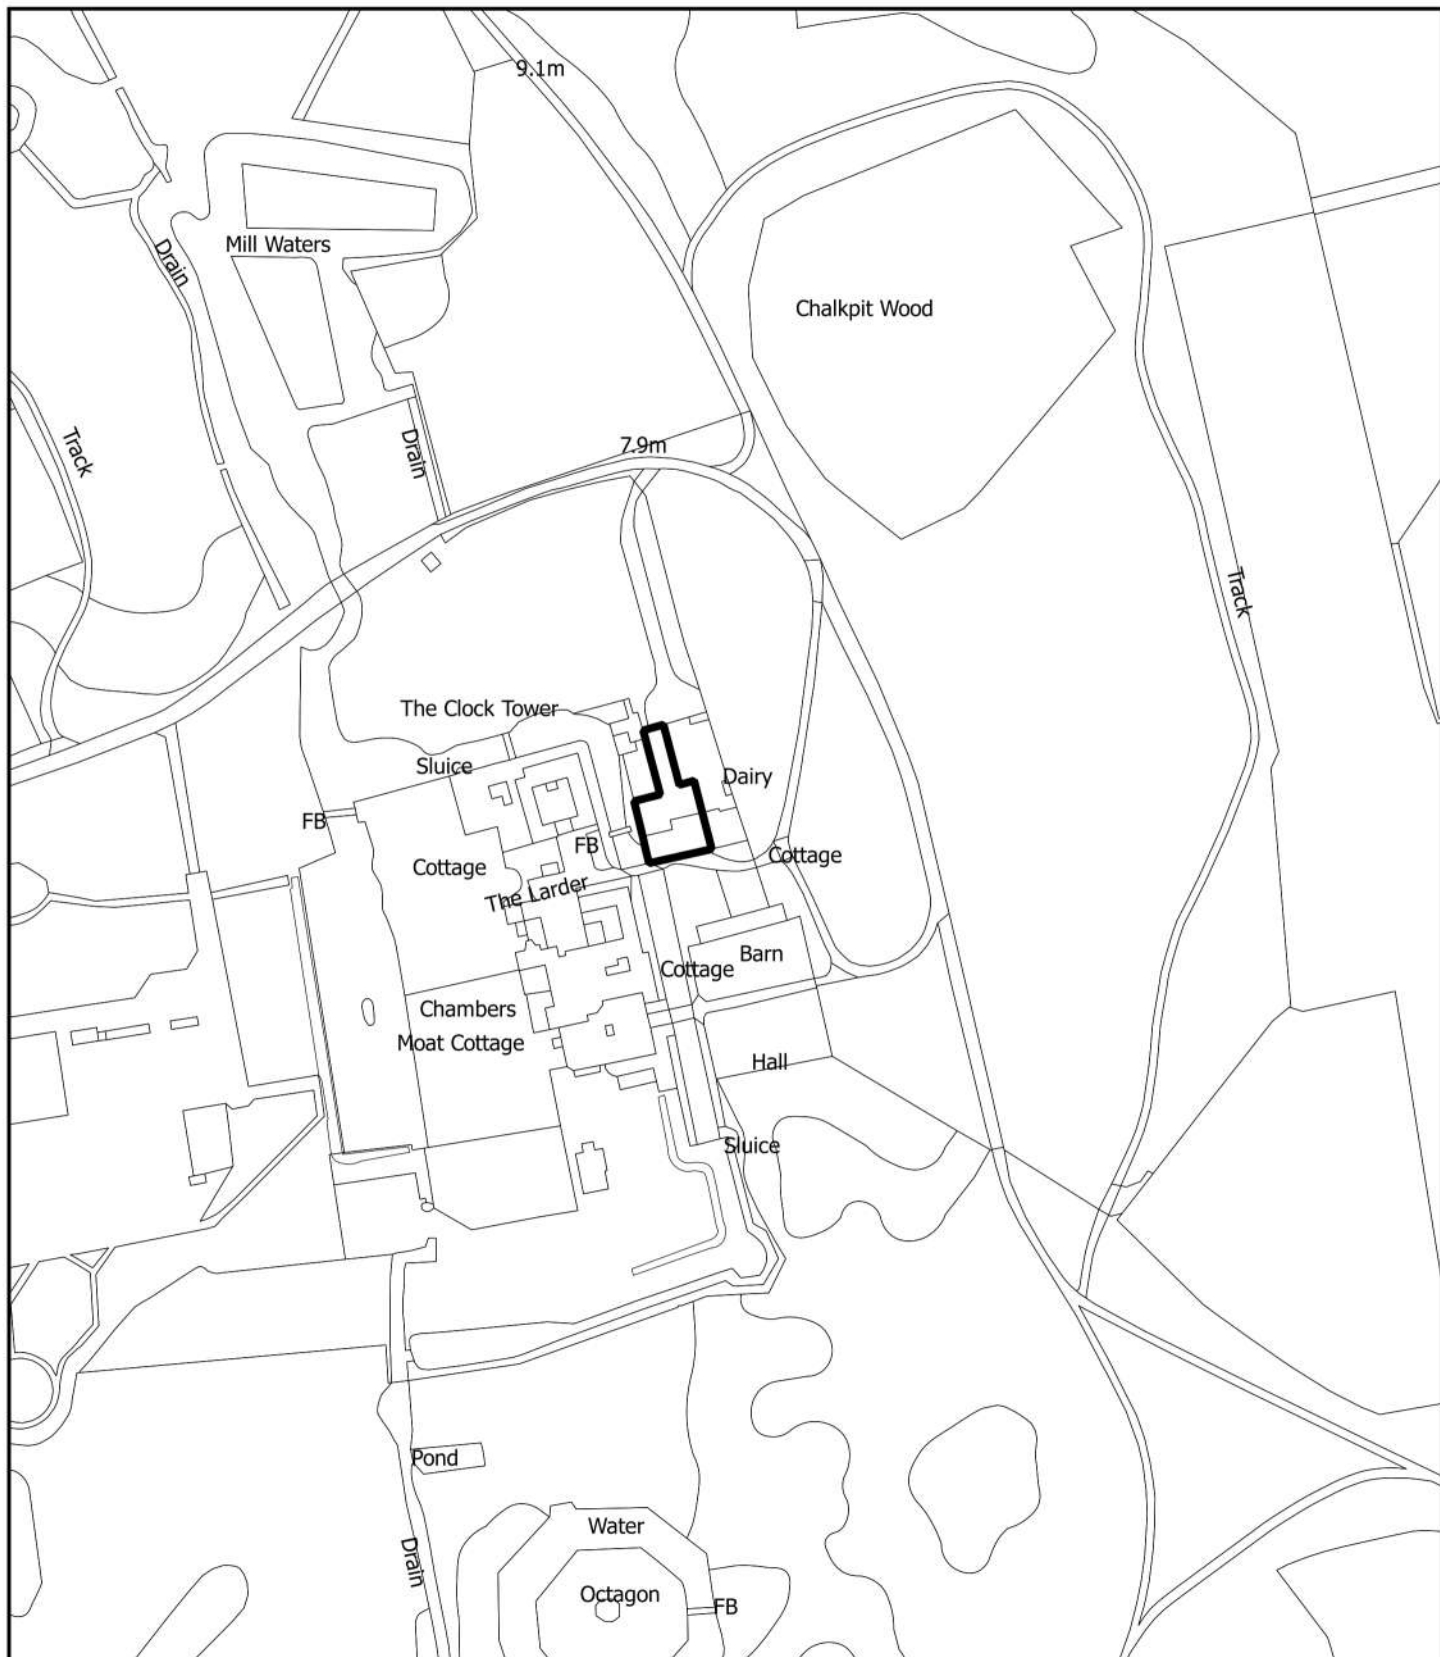 9.1m
Mill Waters
Drain
Chalkpit Wood
Track
Drain
7.9m
Track
The Clock Tower
Sluice
Dairy
FB
FB
Cottage
Cottage
The Larder
Barn
Cottage
Chambers
Moat Cottage
Hall
Sluice
Pond
Water
Drain
Octagon
FB